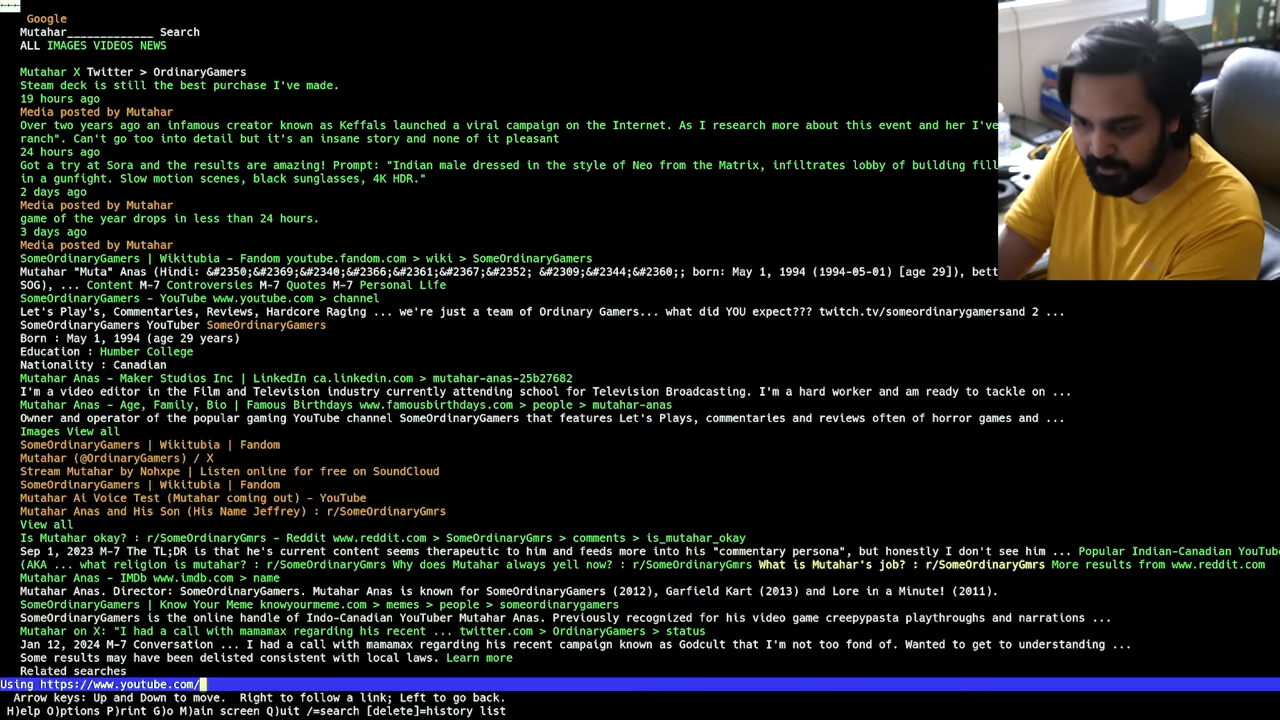 Google
Mutahar_____________ Search
ALL IMAGES VIDEOS NEWS
Mutahar X Twitter > OrdinaryGamers
Steam deck is still the best purchase I've made.
19 hours ago
Media posted by Mutahar
Over two years ago an infamous creator known as Keffals launched a viral campaign on the Internet. As I research more about this event and her I've
ranch". Can't go too into detail but it's an insane story and none of it pleasant
24 hours ago
Got a try at Sora and the results are amazing! Prompt: "Indian male dressed in the style of Neo from the Matrix, infiltrates lobby of building fill
in a gunfight. Slow motion scenes, black sunglasses, 4K HDR."
2 days ago
Media posted by Mutahar
game of the year drops in less than 24 hours.
3 days ago
Media posted by Mutahar
SomeOrdinaryGamers | Wikitubia - Fandom youtube.fandom.com > wiki > SomeOrdinaryGamers
Mutahar "Muta" Anas (Hindi: &#2350;&#2369;&#2340;&#2366;&#2361;&#2367;&#2352; &#2309;&#2344;&#2360;; born: May 1, 1994 (1994-05-01) [age 29]), bett
SOG), ... Content M-7 Controversies M-7 Quotes M-7 Personal Life
SomeOrdinaryGamers - YouTube www.youtube.com > channel
Let's Play's, Commentaries, Reviews, Hardcore Raging ... we're just a team of Ordinary Gamers... what did YOU expect??? twitch.tv/someordinarygamersand 2 ...
SomeOrdinaryGamers YouTuber SomeOrdinaryGamers
Born : May 1, 1994 (age 29 years)
Education : Humber College
Nationality : Canadian
Mutahar Anas - Maker Studios Inc | LinkedIn ca.linkedin.com > mutahar-anas-25b27682
I'm a video editor in the Film and Television industry currently attending school for Television Broadcasting. I'm a hard worker and am ready to tackle on ...
Mutahar Anas - Age, Family, Bio | Famous Birthdays www.famousbirthdays.com > people > mutahar-anas
Owner and operator of the popular gaming YouTube channel SomeOrdinaryGamers that features Let's Plays, commentaries and reviews often of horror games and ...
Images View all
SomeOrdinaryGamers | Wikitubia | Fandom
Mutahar (@OrdinaryGamers) / X
Stream Mutahar by Nohxpe | Listen online for free on SoundCloud
SomeOrdinaryGamers | Wikitubia | Fandom
Mutahar Ai Voice Test (Mutahar coming out) - YouTube
Mutahar Anas and His Son (His Name Jeffrey) : r/SomeOrdinaryGmrs
View all
Is Mutahar okay? : r/SomeOrdinaryGmrs - Reddit www.reddit.com > SomeOrdinaryGmrs > comments > is_mutahar_okay
Sep 1, 2023 M-7 The TL;DR is that he's current content seems therapeutic to him and feeds more into his "commentary persona", but honestly I don't see him ... Popular Indian-Canadian YouTube
(AKA ... what religion is mutahar? : r/SomeOrdinaryGmrs Why does Mutahar always yell now? : r/SomeOrdinaryGmrs What is Mutahar's job? : r/SomeOrdinaryGmrs More results from www.reddit.com
Mutahar Anas - IMDb www.imdb.com > name
Mutahar Anas. Director: SomeOrdinaryGamers. Mutahar Anas is known for SomeOrdinaryGamers (2012), Garfield Kart (2013) and Lore in a Minute! (2011).
SomeOrdinaryGamers | Know Your Meme knowyourmeme.com > memes > people > someordinarygamers
SomeOrdinaryGamers is the online handle of Indo-Canadian YouTuber Mutahar Anas. Previously recognized for his video game creepypasta playthroughs and narrations ...
Mutahar on X: "I had a call with mamamax regarding his recent ... twitter.com > OrdinaryGamers > status
Jan 12, 2024 M-7 Conversation ... I had a call with mamamax regarding his recent campaign known as Godcult that I'm not too fond of. Wanted to get to understanding ...
Some results may have been delisted consistent with local laws. Learn more
Related searches
Using https://www.youtube.com/
Arrow keys: Up and Down to move. Right to follow a link; Left to go back.
H)elp O)ptions P)rint G)o M)ain screen Q)uit /=search [delete]=history list